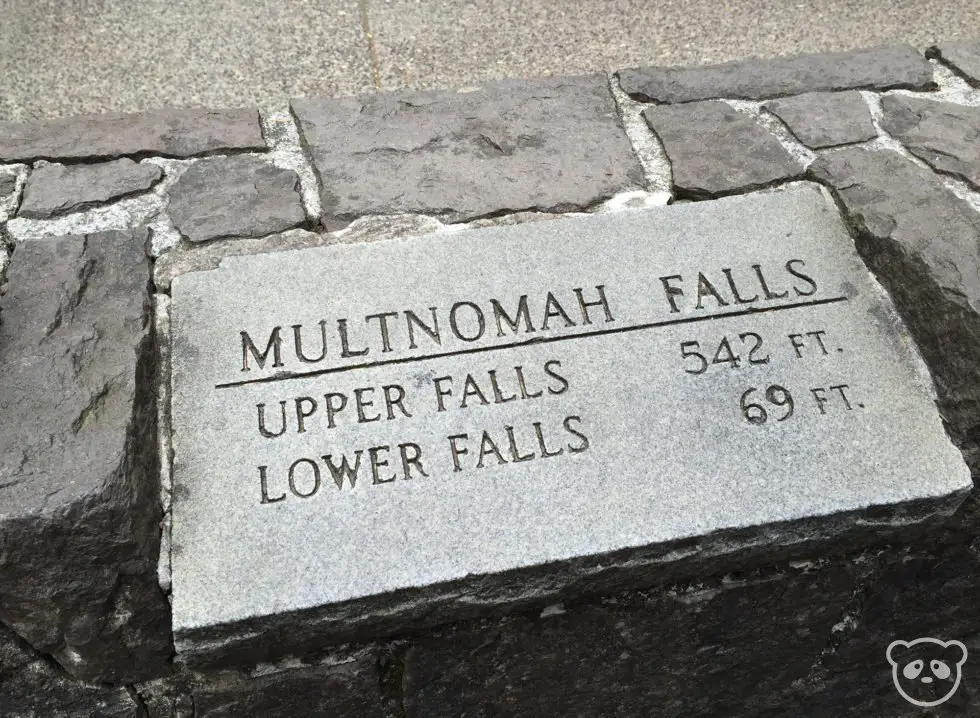 MULTNOMAH FALLS
UPPER FALLS 542 FT.
LOWER FALLS 69 FT.